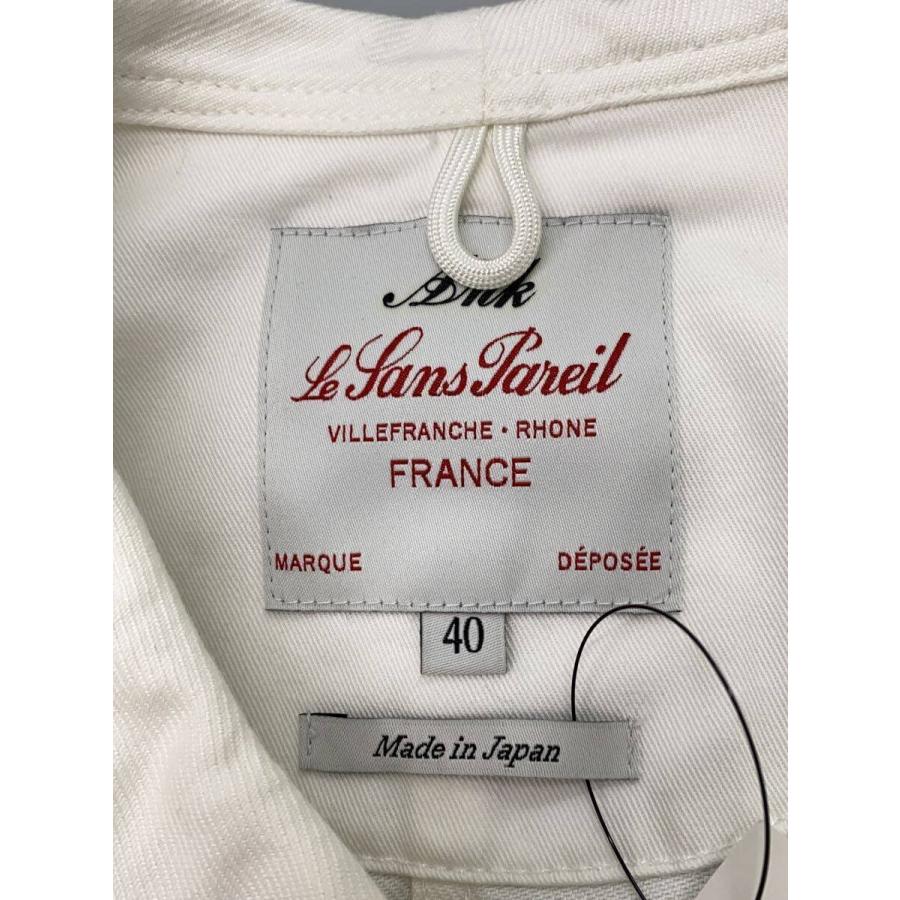 Le Sans Pareil
VILLEFRANCHE · RHONE
FRANCE
MARQUE DÉPOSÉE
40
Made in Japan